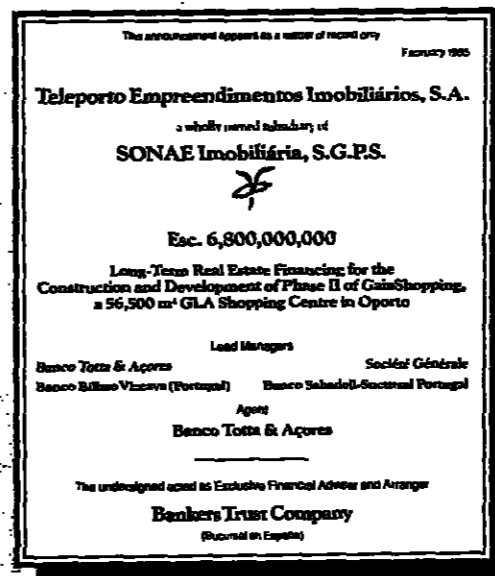 This announcement appears as a matter of record only
February 1995
Teleporto Empreendimentos Imobiliários, S.A.
a wholly owned subsidiary of
SONAE Imobiliária, S.G.P.S.
Esc. 6,800,000,000
Long-Term Real Estate Financing for the
Construction and Development of Phase II of GaiaShopping,
a 56,500 m² GLA Shopping Centre in Oporto
Lead Managers
Banco Totta & Açores Société Générale
Banco Bilbao Vizcaya (Portugal) Banco Sabadell-Sucursal Portugal
Agent
Banco Totta & Açores
The undersigned acted as Exclusive Financial Adviser and Arranger
Bankers Trust Company
(Sucursal en España)